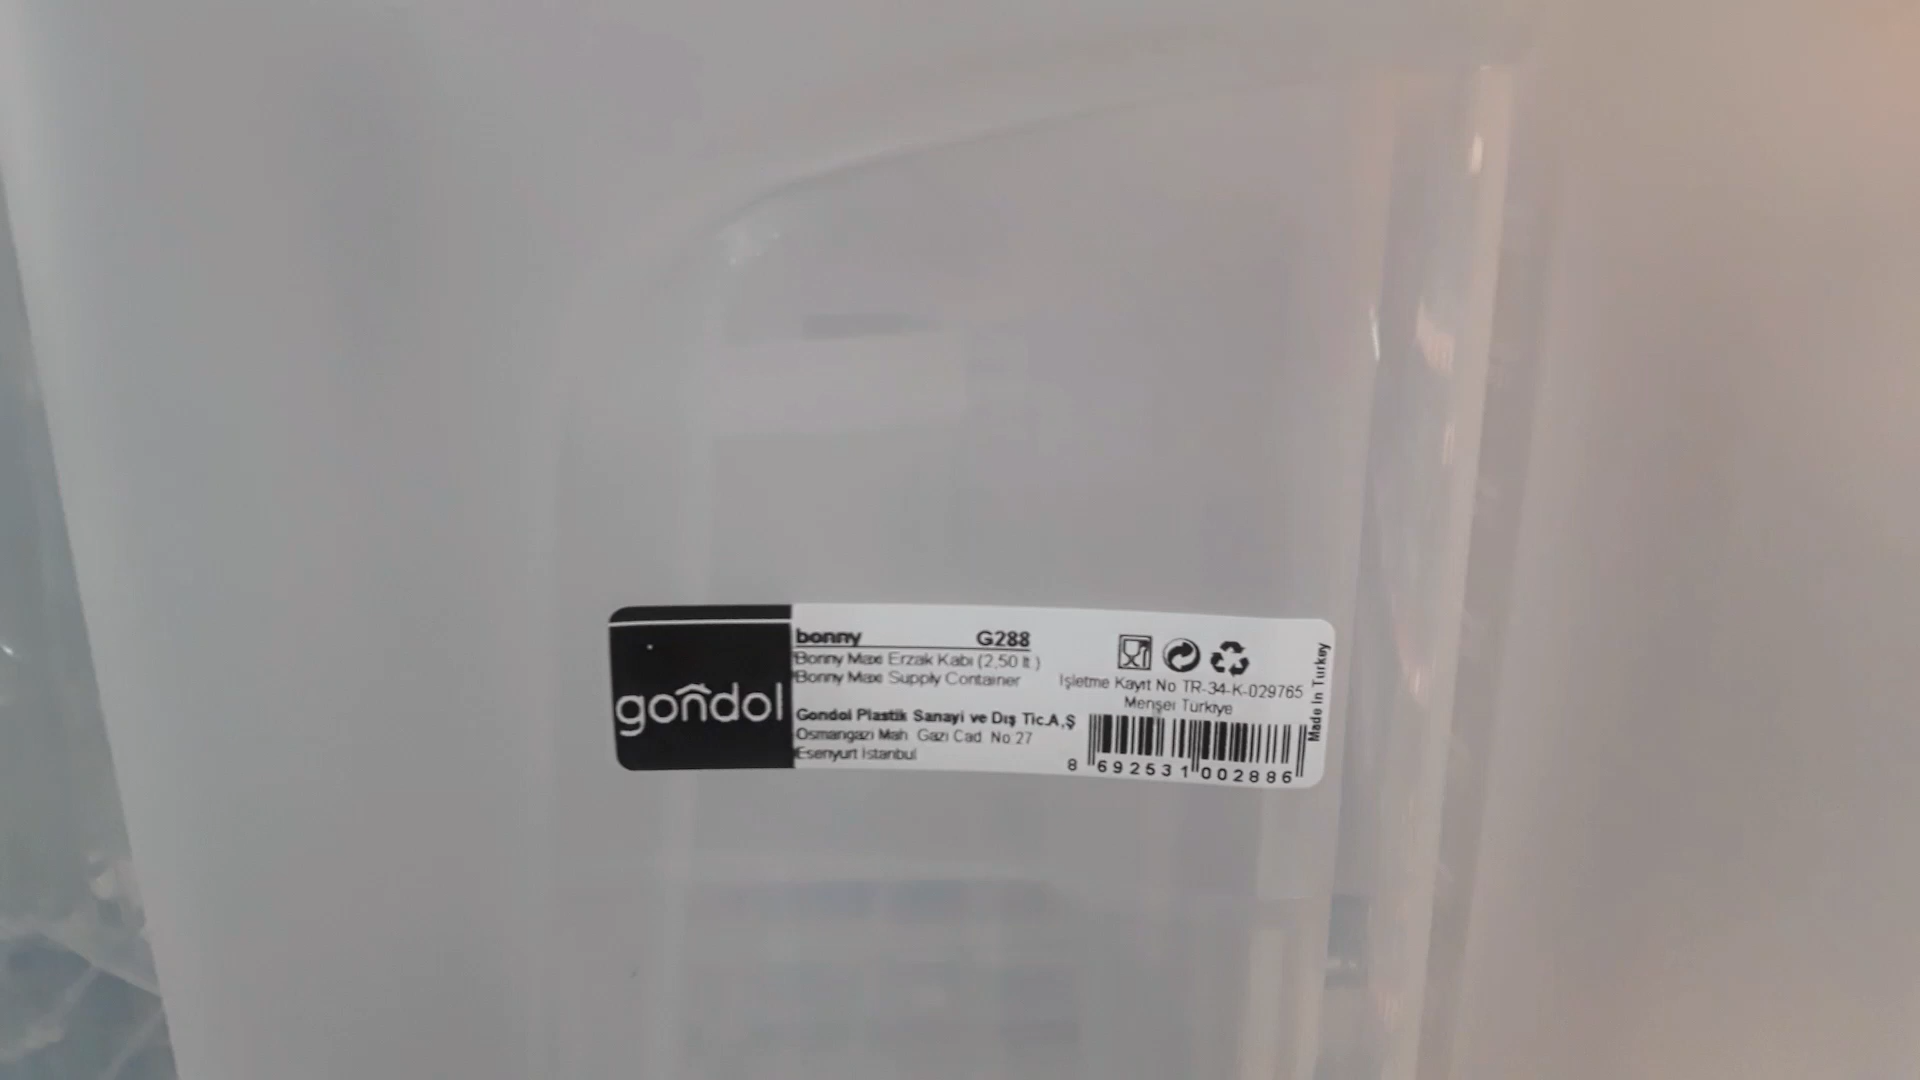 gondol
bonny G288
Bonny Maxi Erzak Kabı (2,50 lt.)
Bonny Maxi Supply Container
Gondol Plastik Sanayi ve Dış Tic.A.Ş
Osmangazi Mah. Gazi Cad. No:27
Esenyurt İstanbul
İşletme Kayıt No TR-34-K-029765
Menşei Türkiye
8 692531 002886
Made in Turkey